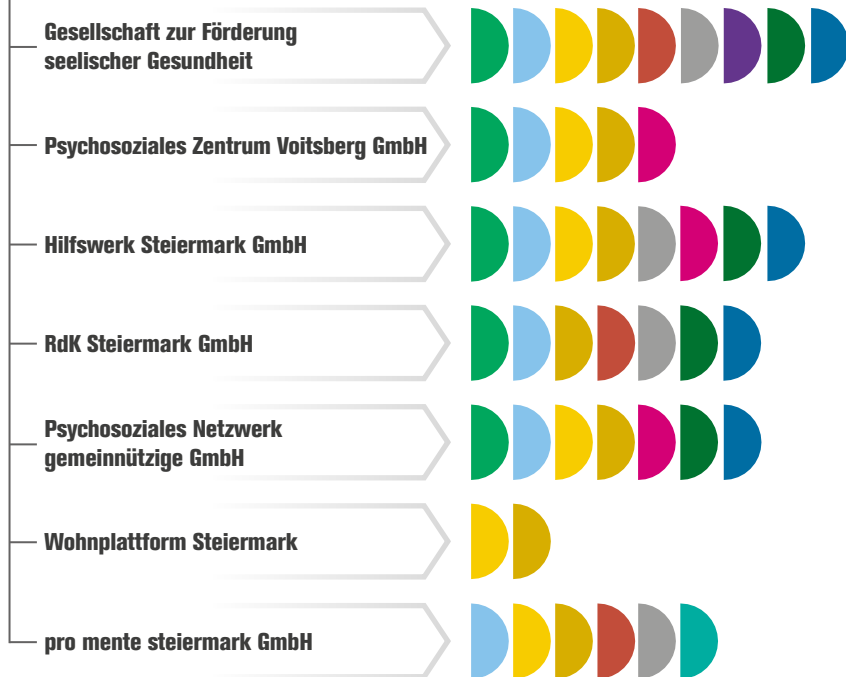 Gesellschaft zur Förderung
seelischer Gesundheit
Psychosoziales Zentrum Voitsberg GmbH
Hilfswerk Steiermark GmbH
RdK Steiermark GmbH
Psychosoziales Netzwerk
gemeinnützige GmbH
Wohnplattform Steiermark
pro mente steiermark GmbH